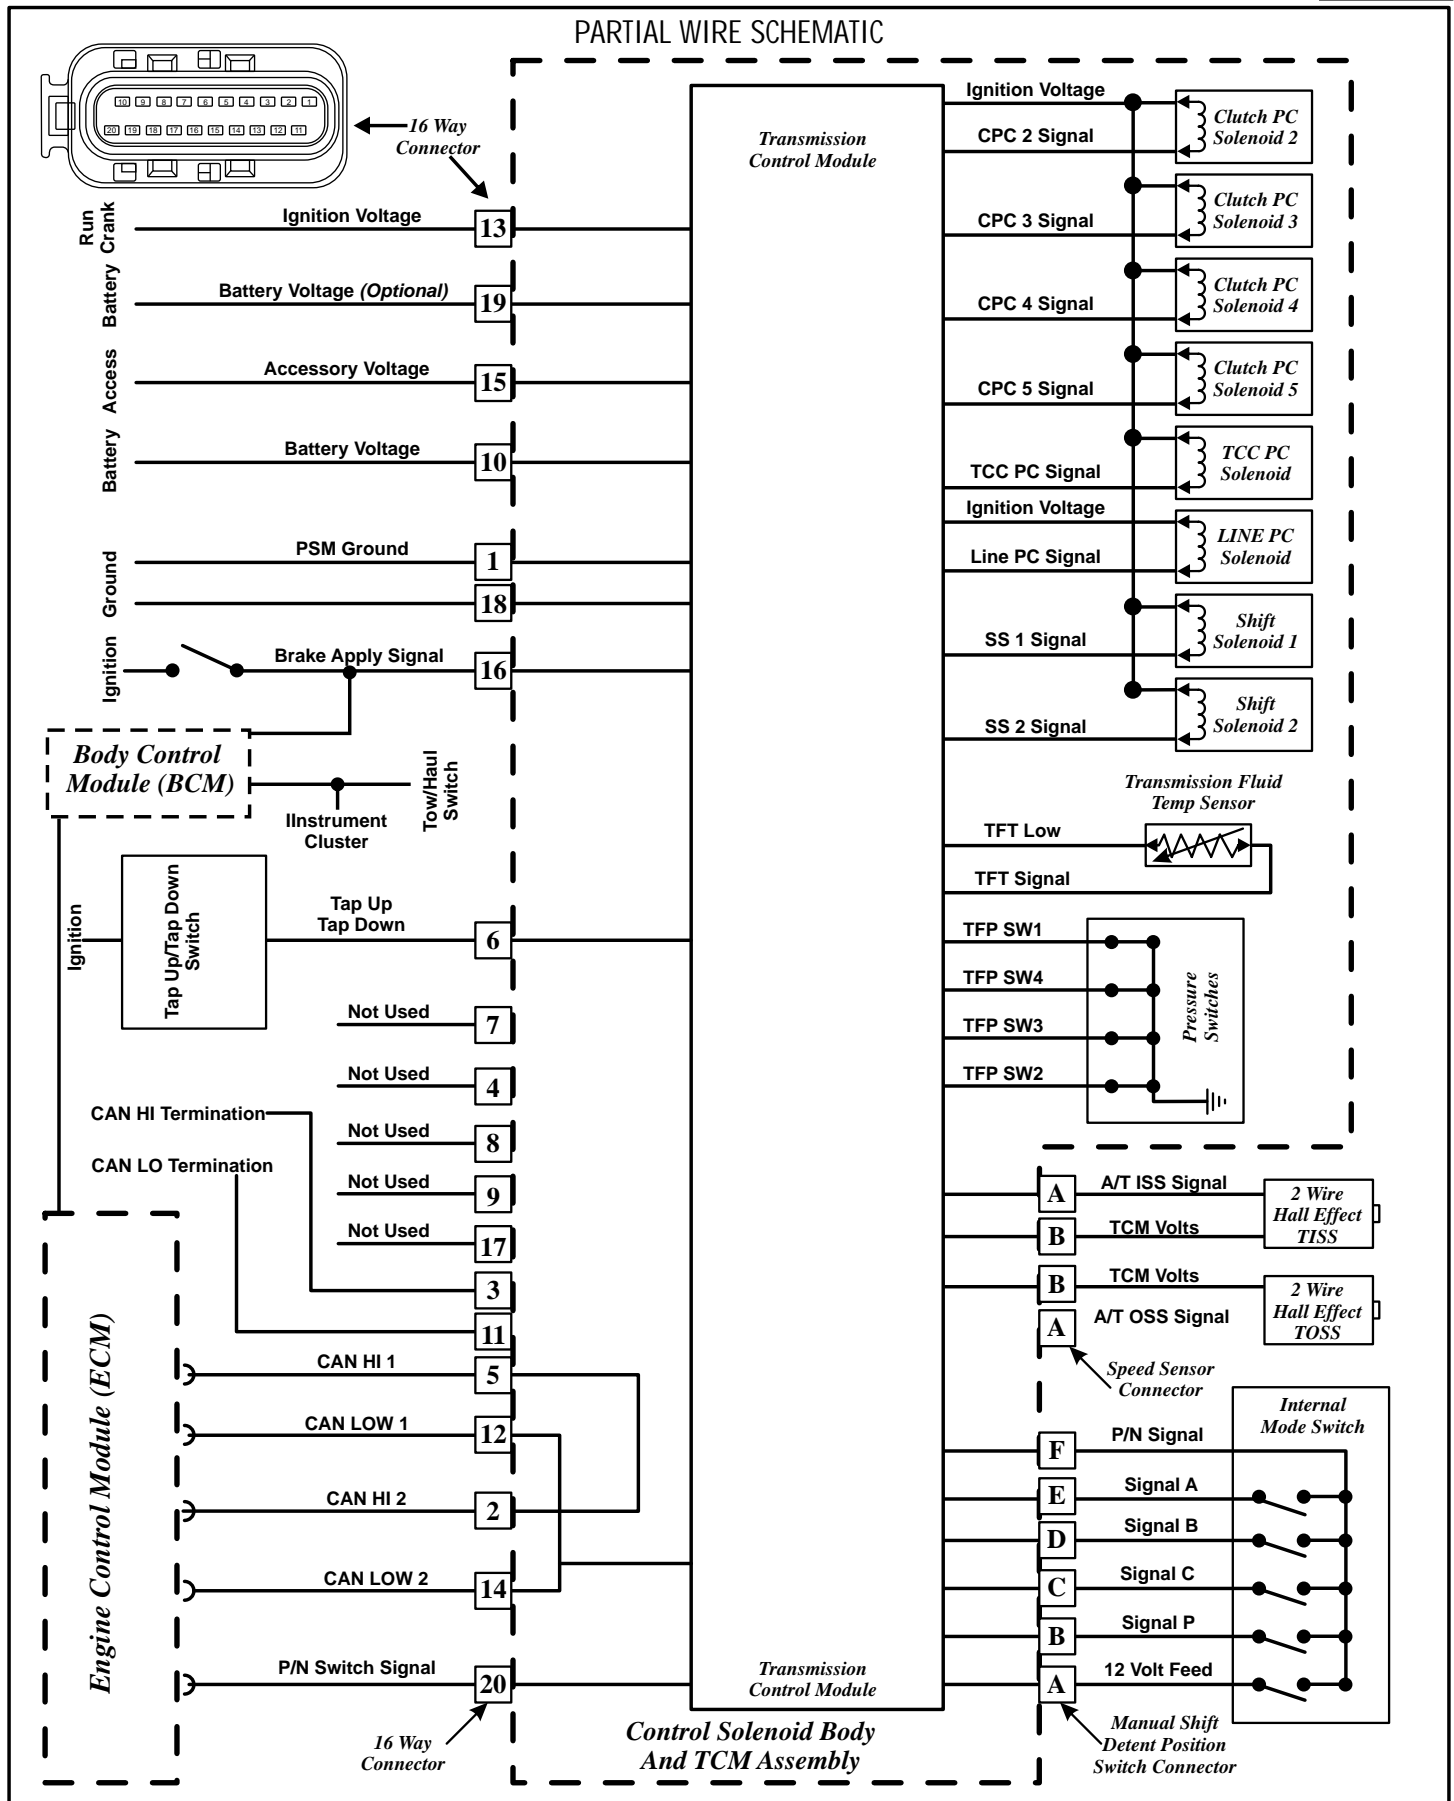 PARTIAL WIRE SCHEMATIC
10 9 8 7 6 5 4 3 2 1
20 19 18 17 16 15 14 13 12 11
16 Way
Connector
Run
Crank
Ignition Voltage
13
Battery
Battery Voltage (Optional)
19
Access
Accessory Voltage
15
Battery
Battery Voltage
10
Ground
PSM Ground
1
18
Ignition
Brake Apply Signal
16
Body Control
Module (BCM)
IInstrument
Cluster
Tow/Haul
Switch
Ignition
Tap Up/Tap Down
Switch
Tap Up
Tap Down
6
Not Used
7
Not Used
4
CAN HI Termination
Not Used
8
CAN LO Termination
Not Used
9
Not Used
17
3
11
Engine Control Module (ECM)
CAN HI 1
5
CAN LOW 1
12
CAN HI 2
2
CAN LOW 2
14
P/N Switch Signal
20
16 Way
Connector
Transmission
Control Module
Transmission
Control Module
Control Solenoid Body
And TCM Assembly
Ignition Voltage
CPC 2 Signal
Clutch PC
Solenoid 2
CPC 3 Signal
Clutch PC
Solenoid 3
CPC 4 Signal
Clutch PC
Solenoid 4
CPC 5 Signal
Clutch PC
Solenoid 5
TCC PC Signal
TCC PC
Solenoid
Ignition Voltage
Line PC Signal
LINE PC
Solenoid
SS 1 Signal
Shift
Solenoid 1
SS 2 Signal
Shift
Solenoid 2
Transmission Fluid
Temp Sensor
TFT Low
TFT Signal
TFP SW1
TFP SW4
TFP SW3
TFP SW2
Pressure
Switches
A
A/T ISS Signal
B
TCM Volts
2 Wire
Hall Effect
TISS
B
TCM Volts
A
A/T OSS Signal
2 Wire
Hall Effect
TOSS
Speed Sensor
Connector
Internal
Mode Switch
F
P/N Signal
E
Signal A
D
Signal B
C
Signal C
B
Signal P
A
12 Volt Feed
Manual Shift
Detent Position
Switch Connector